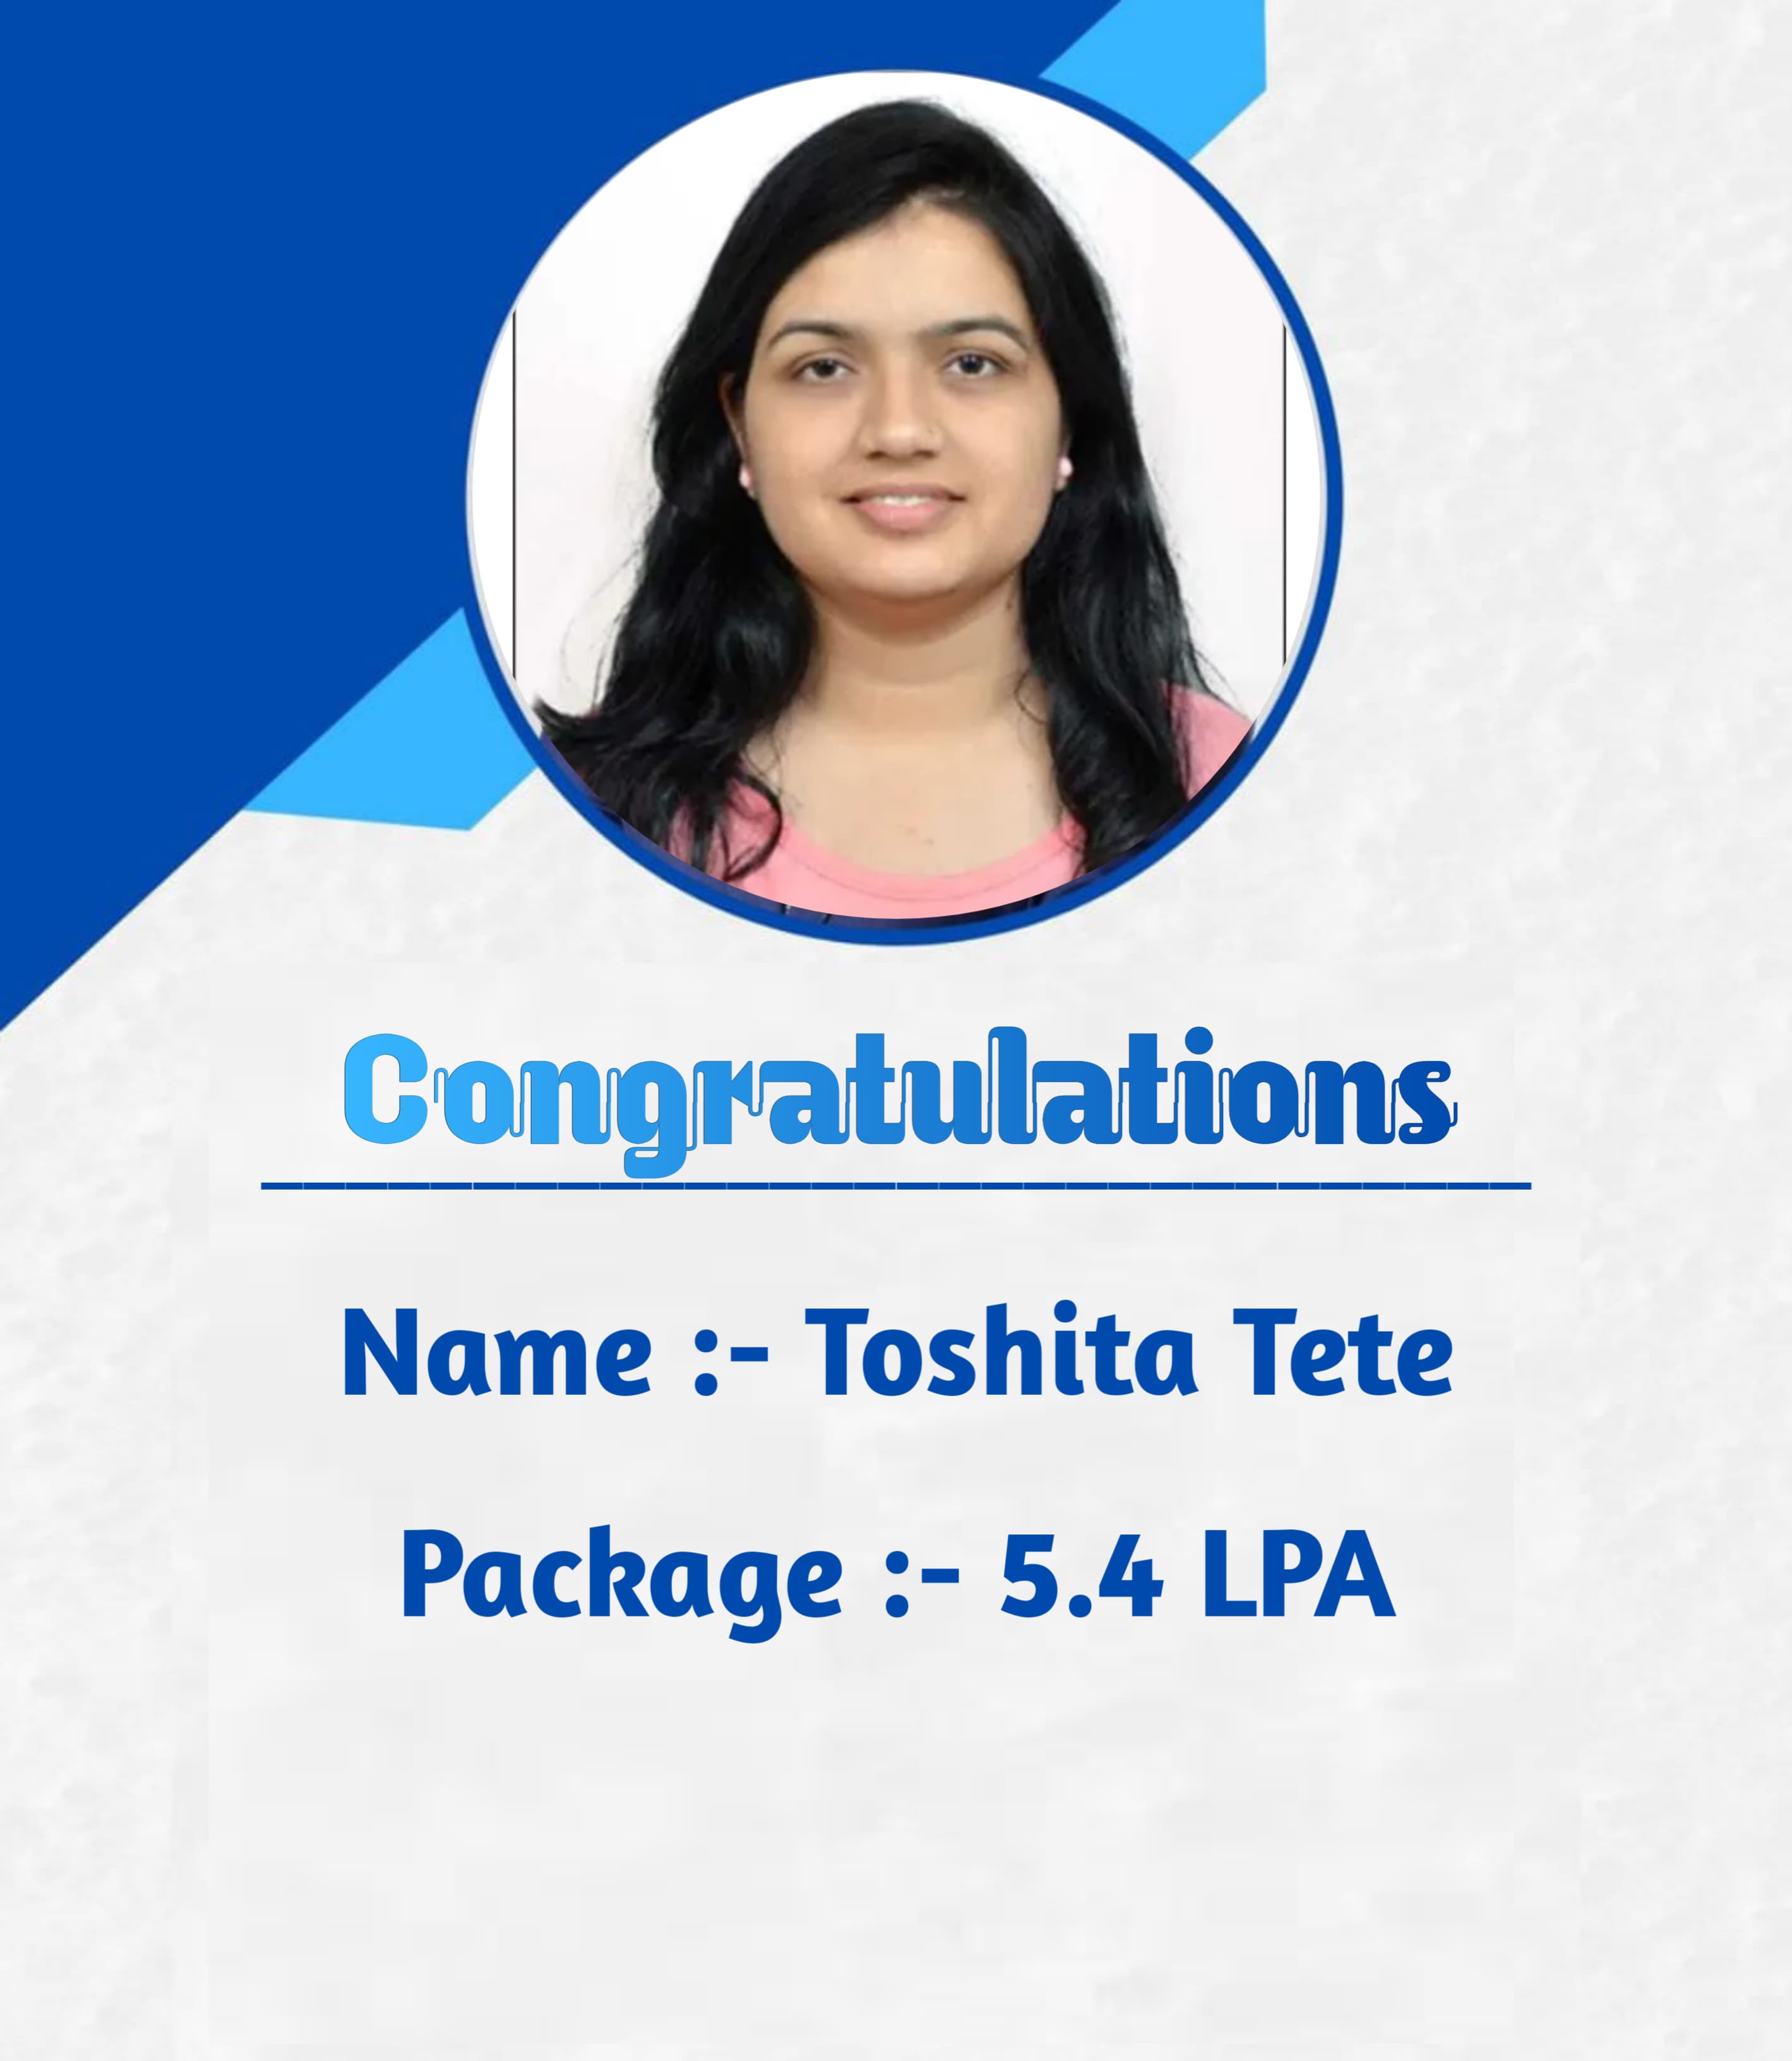 Congratulations
Name :- Toshita Tete
Package :- 5.4 LPA